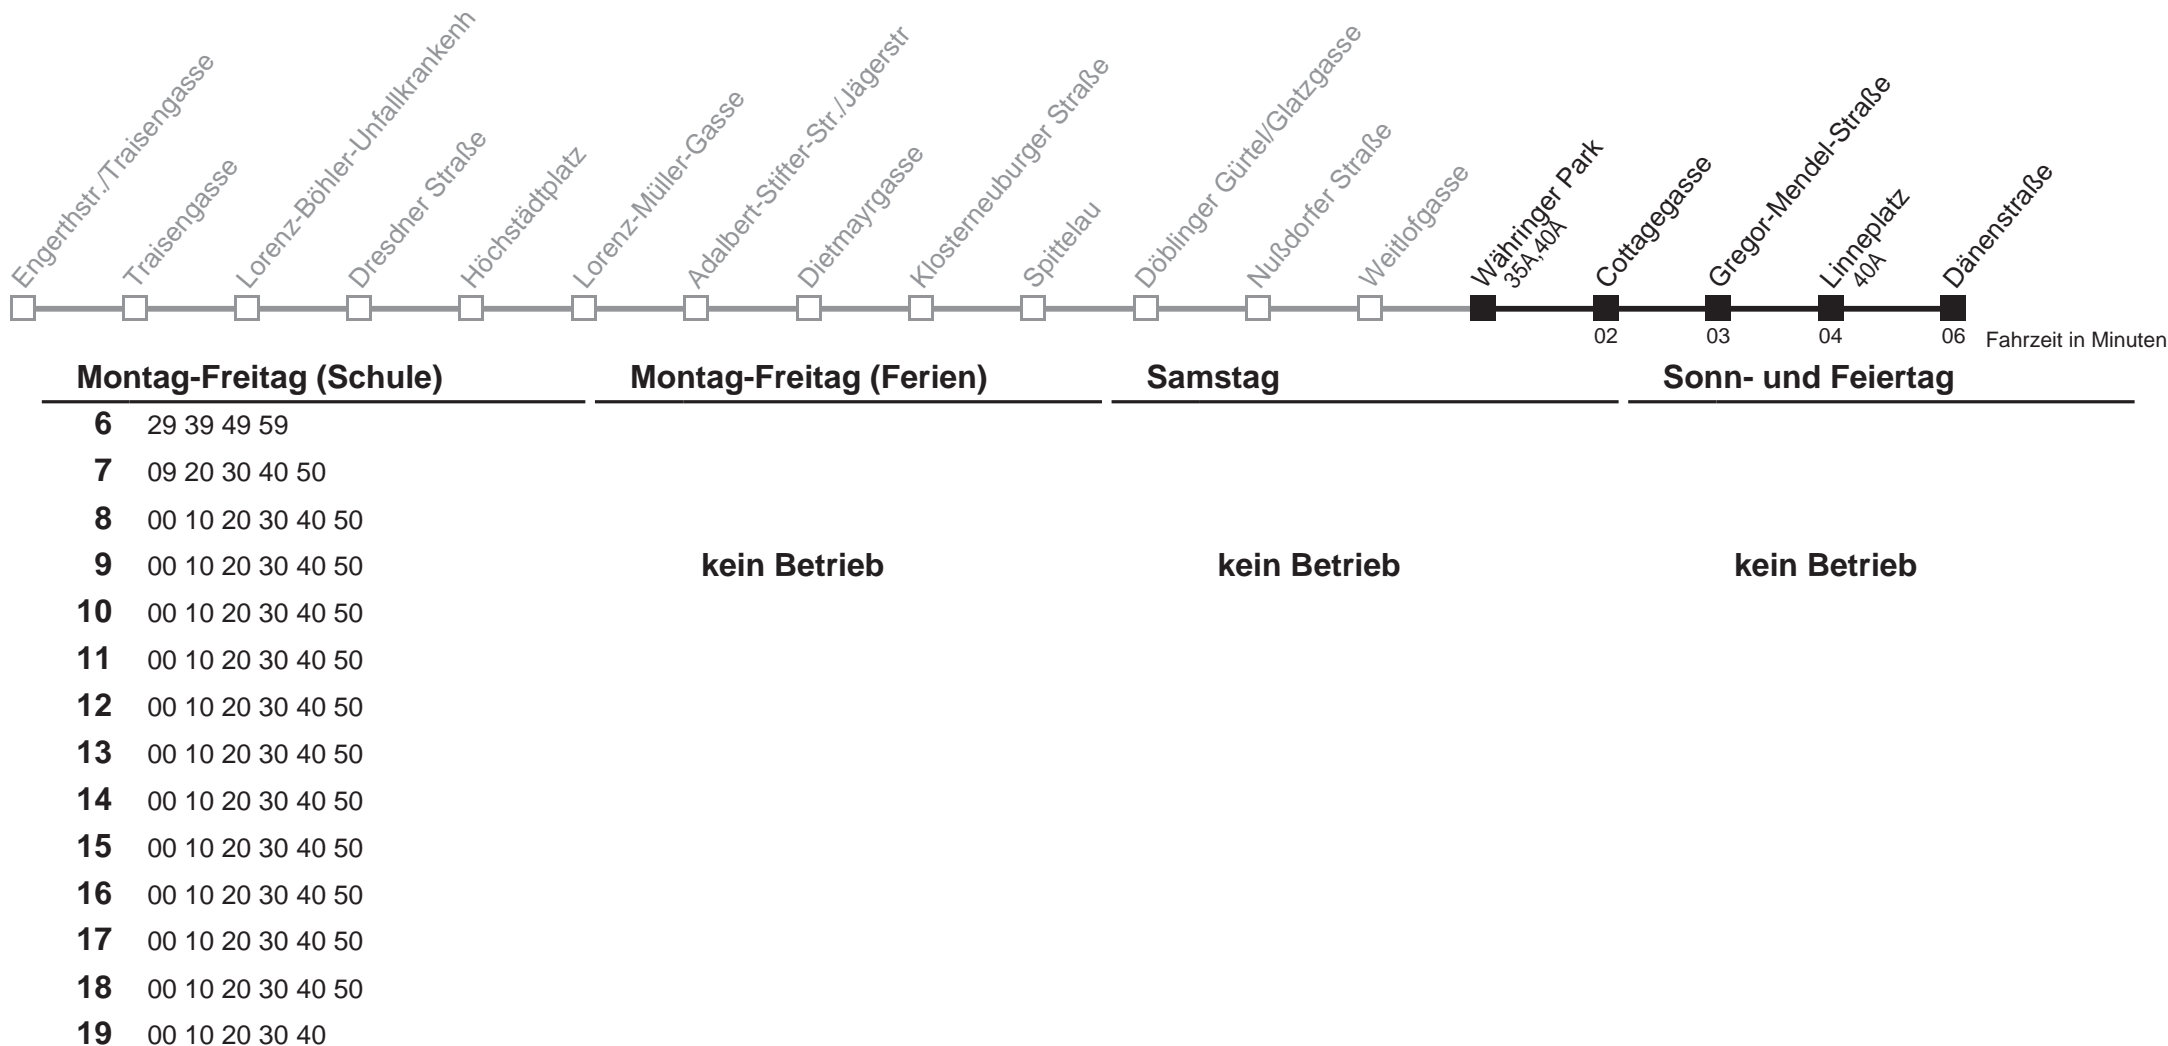 Engerthstr./Traisengasse
Traisengasse
Lorenz-Böhler-Unfallkrankenh
Dresdner Straße
Höchstädtplatz
Lorenz-Müller-Gasse
Adalbert-Stifter-Str./Jägerstr
Dietmayrgasse
Klosterneuburger Straße
Spittelau
Döblinger Gürtel/Glatzgasse
Nußdorfer Straße
Weitlofgasse
Währinger Park
35A,40A
Cottagegasse
Gregor-Mendel-Straße
Linneplatz
40A
Dänenstraße
02 03 04 06 Fahrzeit in Minuten
Montag-Freitag (Schule) Montag-Freitag (Ferien) Samstag Sonn- und Feiertag
6 29 39 49 59
7 09 20 30 40 50
8 00 10 20 30 40 50
9 00 10 20 30 40 50 kein Betrieb kein Betrieb kein Betrieb
10 00 10 20 30 40 50
11 00 10 20 30 40 50
12 00 10 20 30 40 50
13 00 10 20 30 40 50
14 00 10 20 30 40 50
15 00 10 20 30 40 50
16 00 10 20 30 40 50
17 00 10 20 30 40 50
18 00 10 20 30 40 50
19 00 10 20 30 40